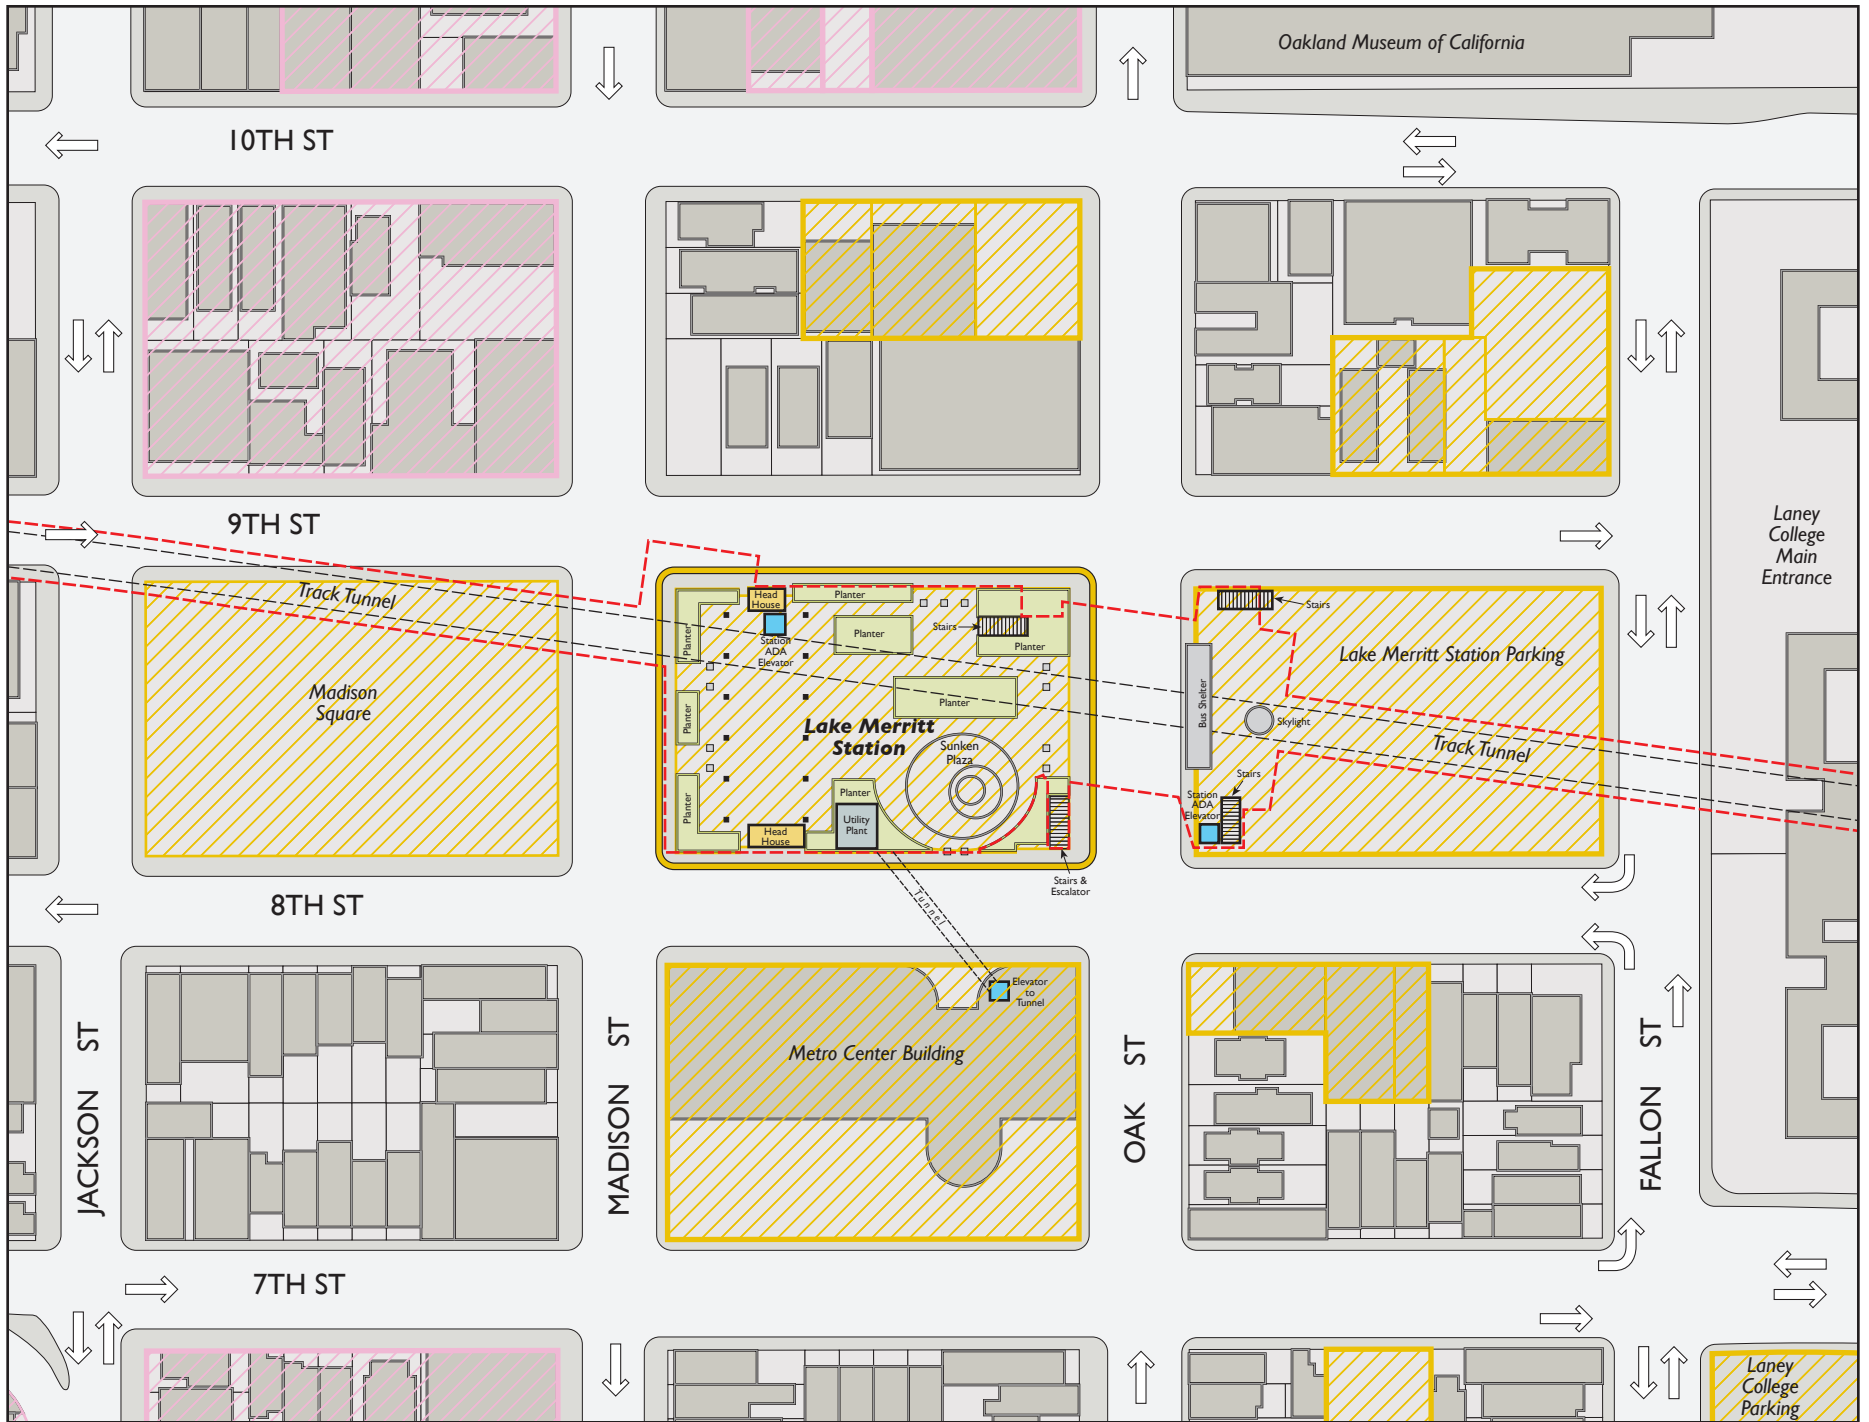 Oakland Museum of California
10TH ST
9TH ST
Laney
College
Main
Entrance
Track Tunnel
Head
House
Planter
Stairs
Stairs
Planter
Planter
Station
ADA
Elevator
Stairs
Planter
Lake Merritt Station Parking
Madison
Square
Planter
Planter
Bus Shelter
Skylight
Lake Merritt
Station
Sunken
Plaza
Track Tunnel
Stairs
Planter
Planter
Utility
Plant
Head
House
Station
ADA
Elevator
Stairs &
Escalator
Tunnel
8TH ST
Elevator
to
Tunnel
Metro Center Building
JACKSON ST
MADISON ST
OAK ST
FALLON ST
7TH ST
Laney
College
Parking